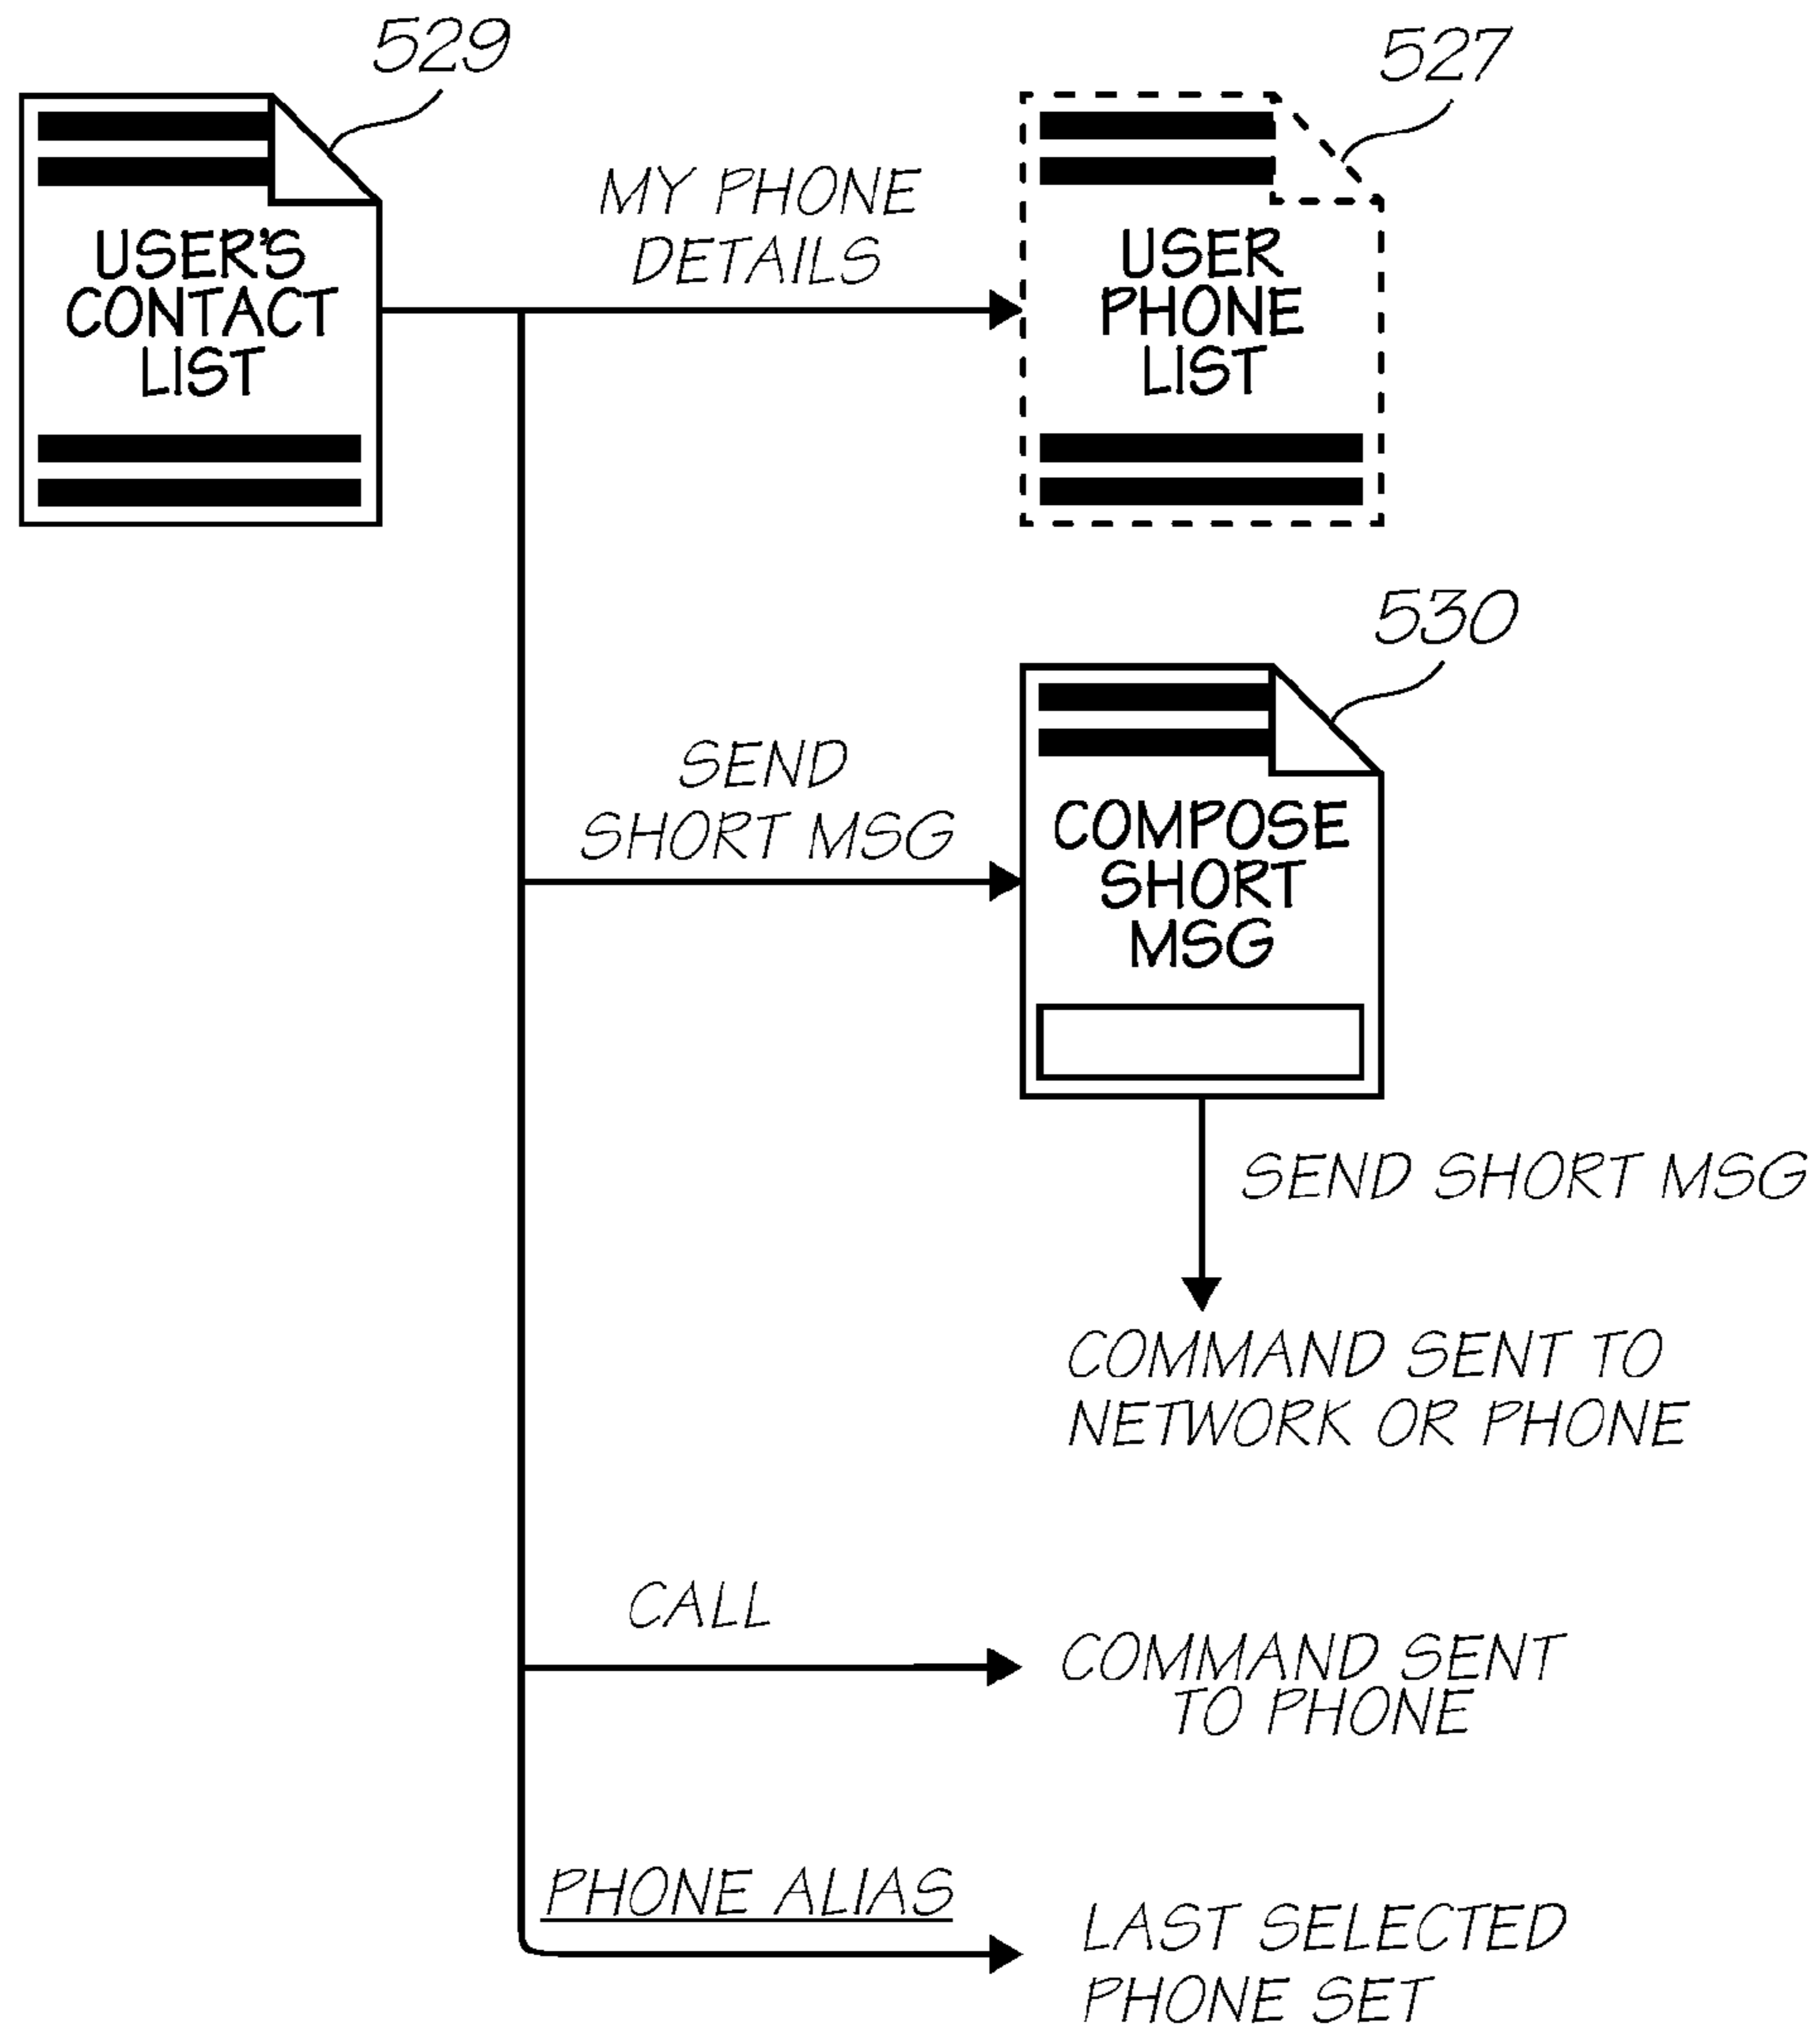 529
527
USER'S
CONTACT
LIST
MY PHONE
DETAILS
USER
PHONE
LIST
530
SEND
SHORT MSG
COMPOSE
SHORT
MSG
SEND SHORT MSG
COMMAND SENT TO
NETWORK OR PHONE
CALL
COMMAND SENT
TO PHONE
PHONE ALIAS
LAST SELECTED
PHONE SET